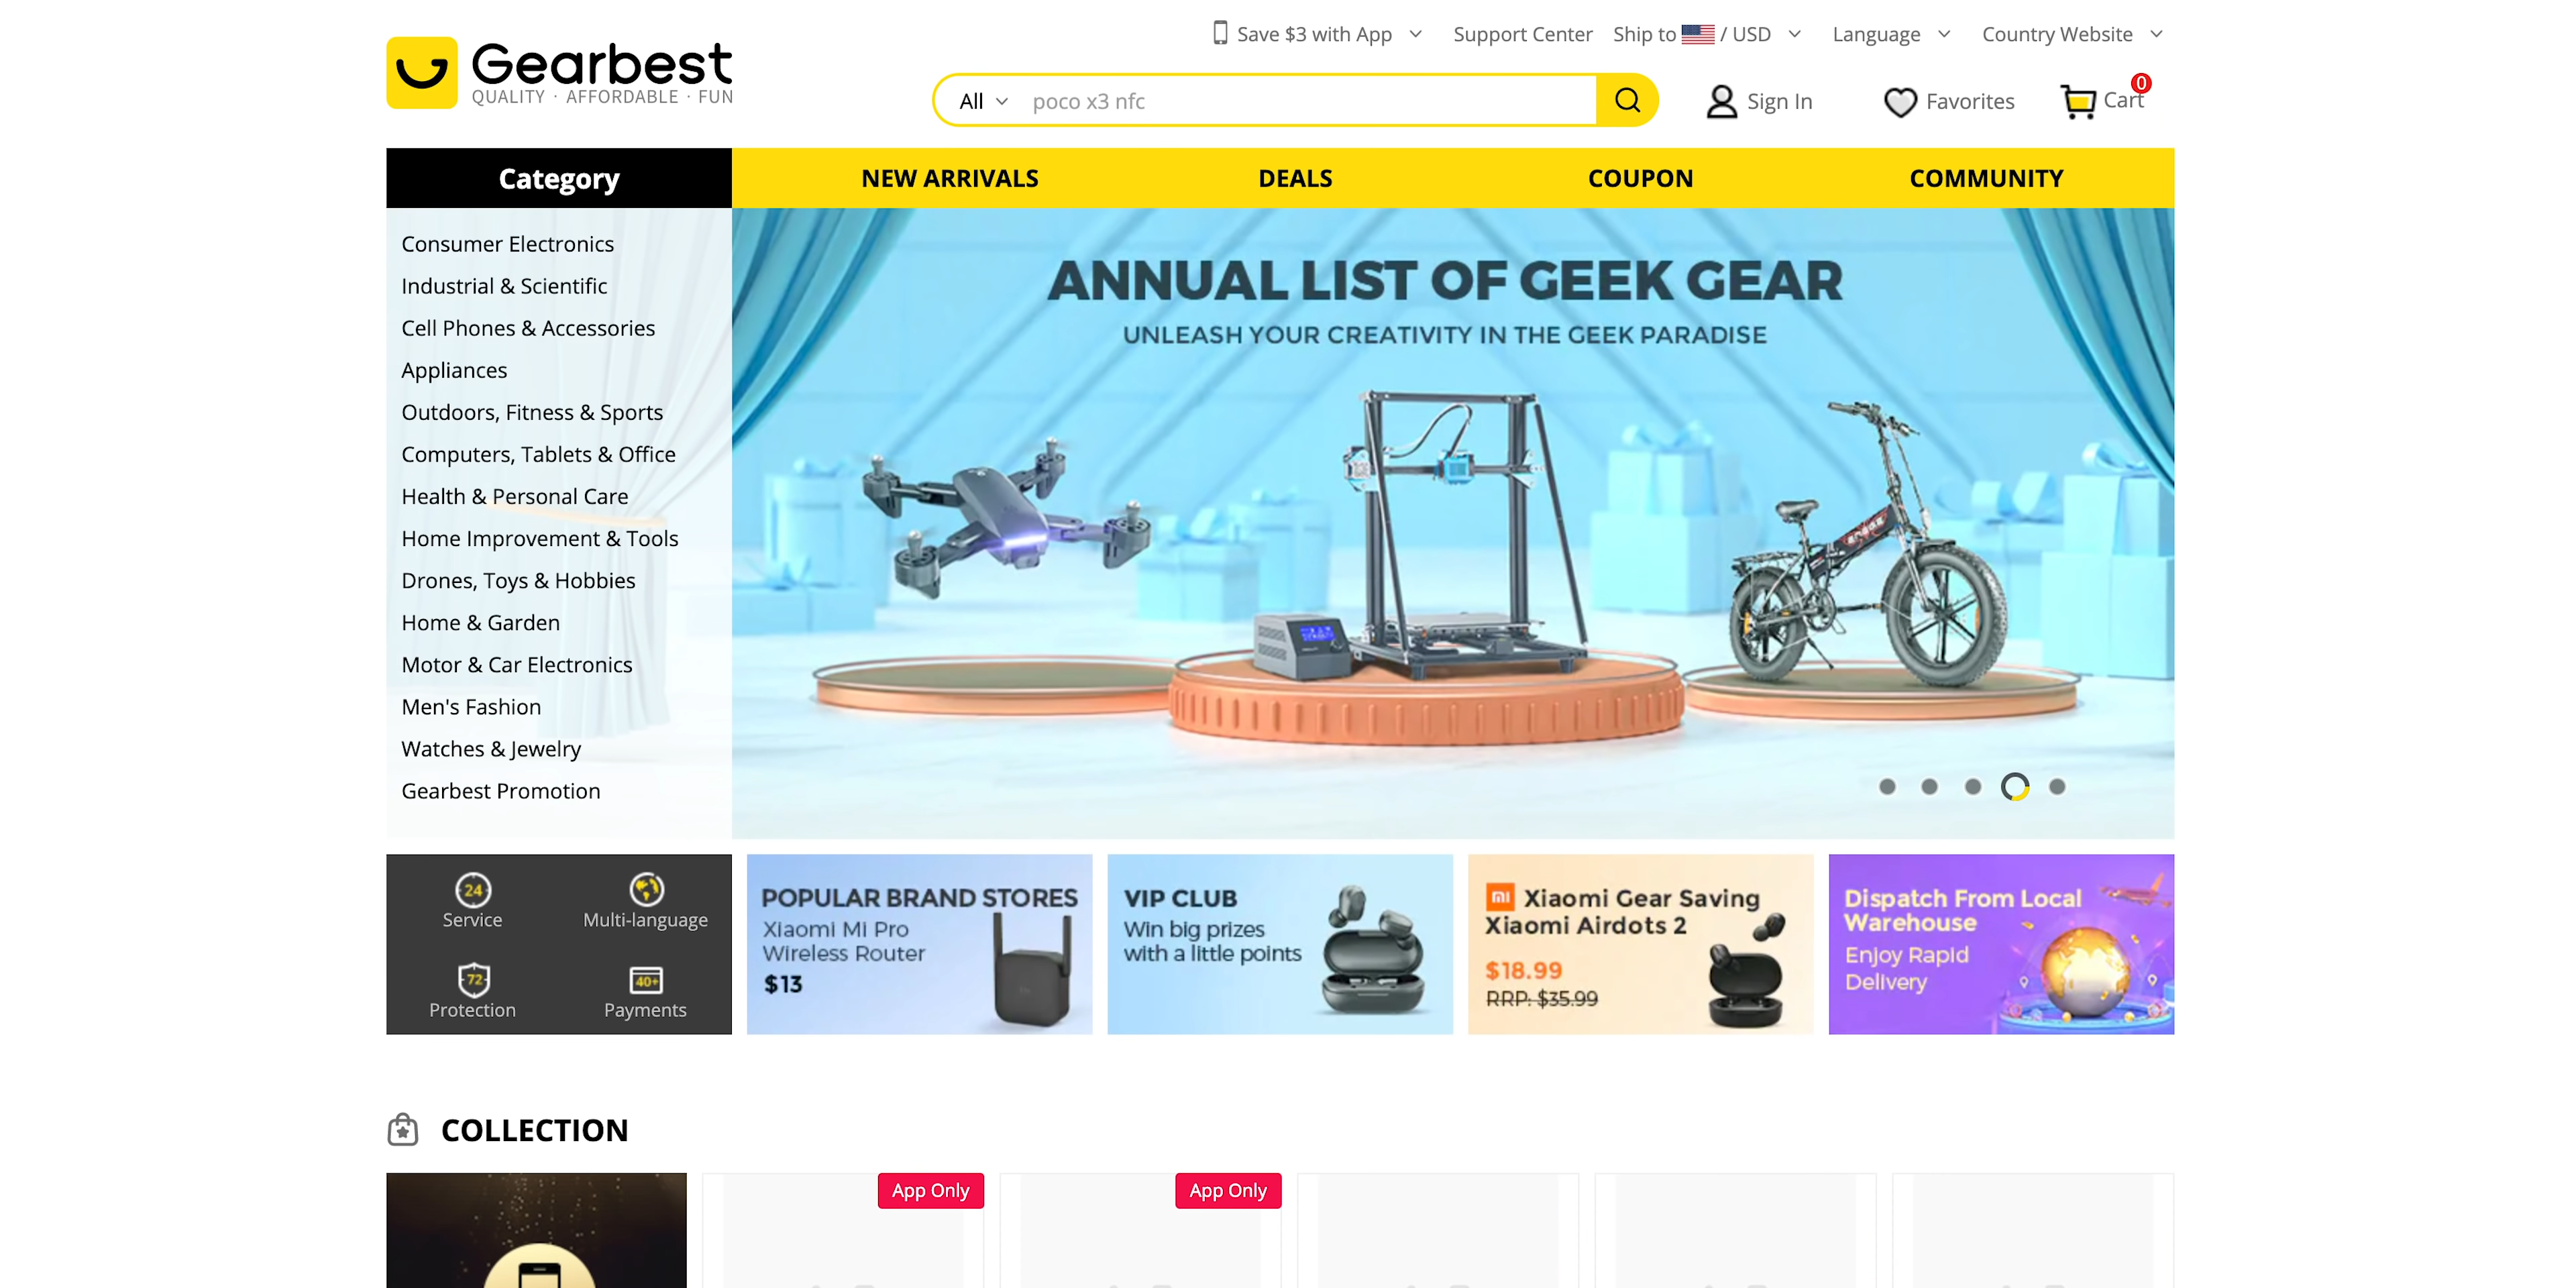 Save $3 with App
Support Center
Ship to / USD
Language
Country Website
Gearbest
QUALITY · AFFORDABLE · FUN
All
poco x3 nfc
Sign In
Favorites
Cart
0
Category
NEW ARRIVALS
DEALS
COUPON
COMMUNITY
Consumer Electronics
Industrial & Scientific
Cell Phones & Accessories
Appliances
Outdoors, Fitness & Sports
Computers, Tablets & Office
Health & Personal Care
Home Improvement & Tools
Drones, Toys & Hobbies
Home & Garden
Motor & Car Electronics
Men's Fashion
Watches & Jewelry
Gearbest Promotion
ANNUAL LIST OF GEEK GEAR
UNLEASH YOUR CREATIVITY IN THE GEEK PARADISE
24
Service
Multi-language
72
Protection
40+
Payments
POPULAR BRAND STORES
Xiaomi Mi Pro
Wireless Router
$13
VIP CLUB
Win big prizes
with a little points
mi Xiaomi Gear Saving
Xiaomi Airdots 2
$18.99
RRP: $35.99
Dispatch From Local
Warehouse
Enjoy Rapid
Delivery
COLLECTION
App Only
App Only